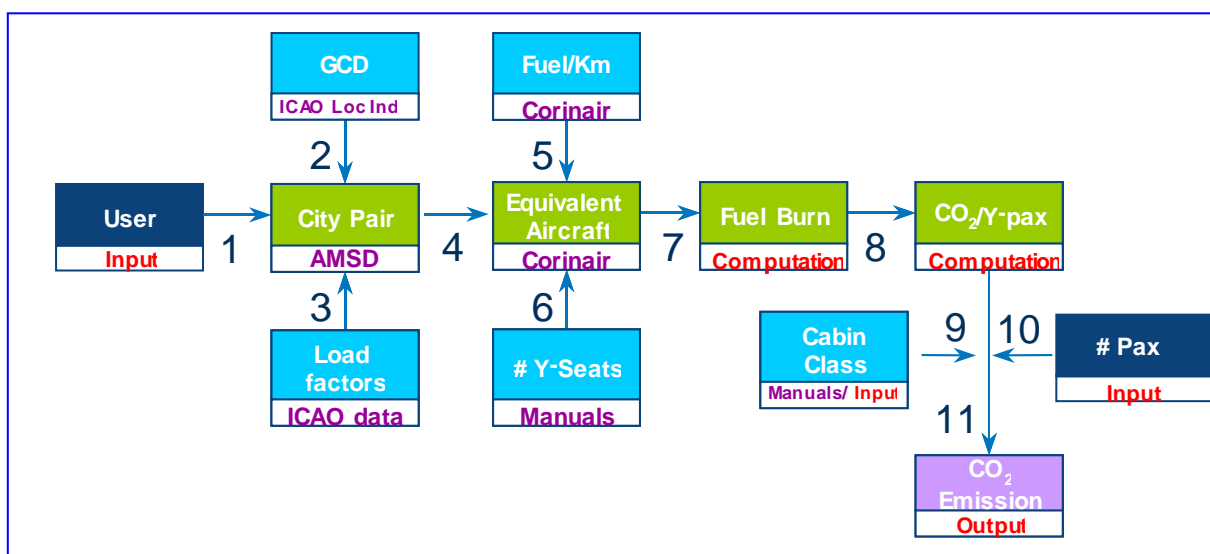 GCD
ICAO Loc Ind
Fuel/Km
Corinair
2
5
User
Input
1
City Pair
AMSD
4
Equivalent
Aircraft
Corinair
7
Fuel Burn
Computation
8
CO₂/Y-pax
Computation
3
6
Load
factors
ICAO data
# Y-Seats
Manuals
Cabin
Class
Manuals/ Input
9
10
# Pax
Input
11
CO₂
Emission
Output